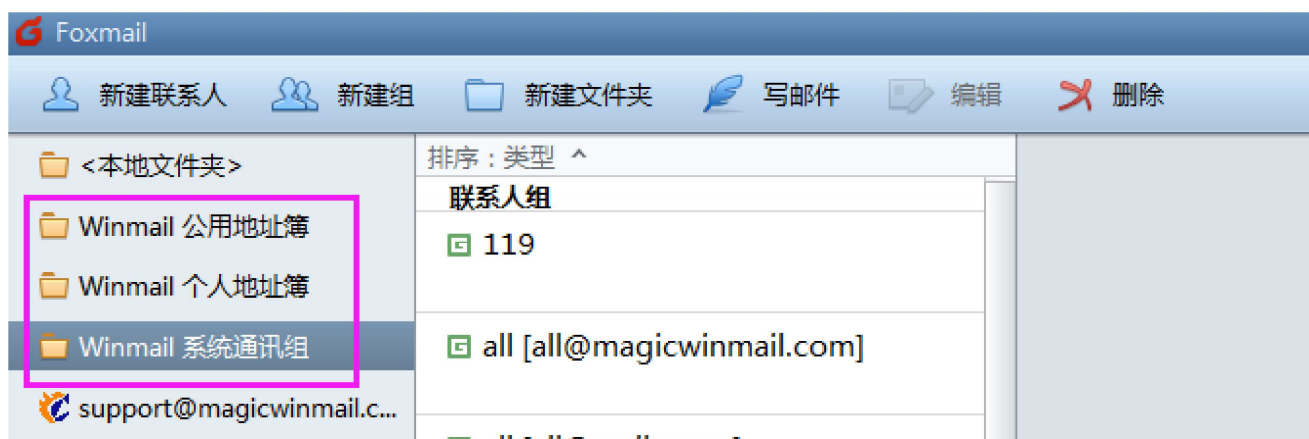 Foxmail
新建联系人 新建组 新建文件夹 写邮件 编辑 删除
<本地文件夹>
Winmail 公用地址簿
Winmail 个人地址簿
Winmail 系统通讯组
support@magicwinmail.c...
排序：类型
联系人组
119
all [all@magicwinmail.com]